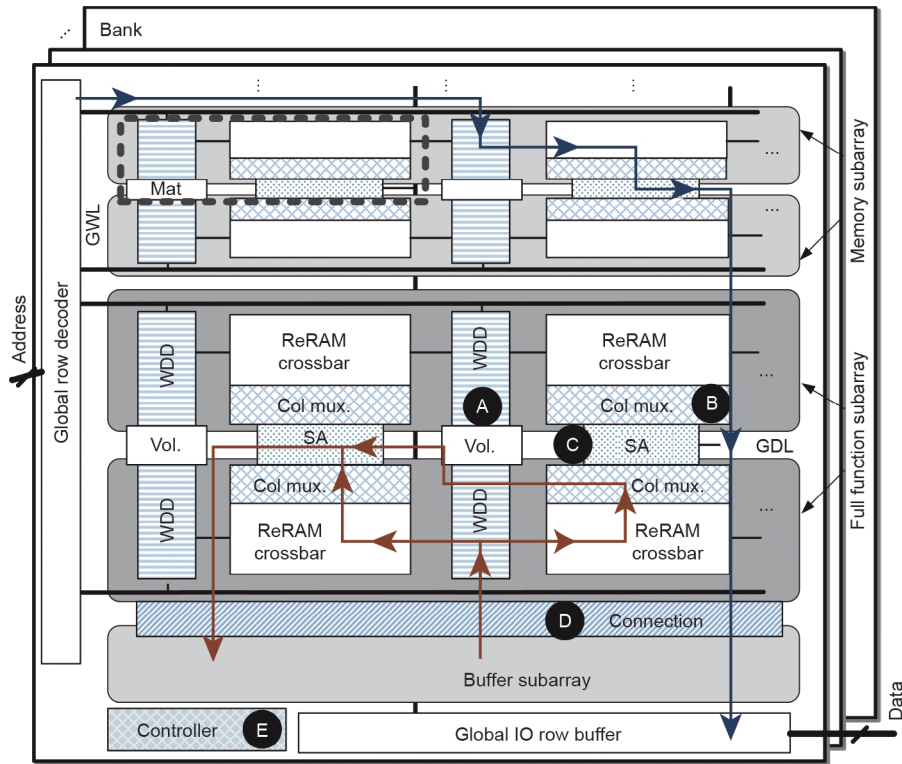 Bank
...
...
...
...
Mat
...
...
GWL
Memory subarray
Address
Global row decoder
WDD
ReRAM
crossbar
WDD
ReRAM
crossbar
...
A
Col mux.
Col mux.
B
Vol.
SA
Vol.
C
SA
GDL
WDD
Col mux.
WDD
Col mux.
...
ReRAM
crossbar
ReRAM
crossbar
Full function subarray
D
Connection
Buffer subarray
Controller
E
Global IO row buffer
Data